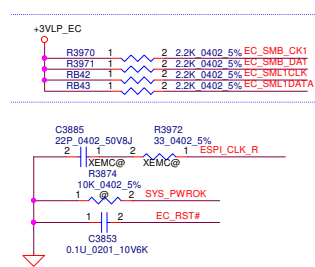 +3VLP_EC
R3970 1 2 2.2K_0402_5% EC_SMB_CK1
R3971 1 2 2.2K_0402_5% EC_SMB_DAT
RB42 1 2 2.2K_0402_5% EC_SML1CLK
RB43 1 2 2.2K_0402_5% EC_SML1DATA
C3885 R3972
22P_0402_50V8J 33_0402_5%
2 1 2 1 ESPI_CLK_R
XEMC@ XEMC@
R3874
10K_0402_5%
1 @ 2 SYS_PWROK
1 2 EC_RST#
C3853
0.1U_0201_10V6K